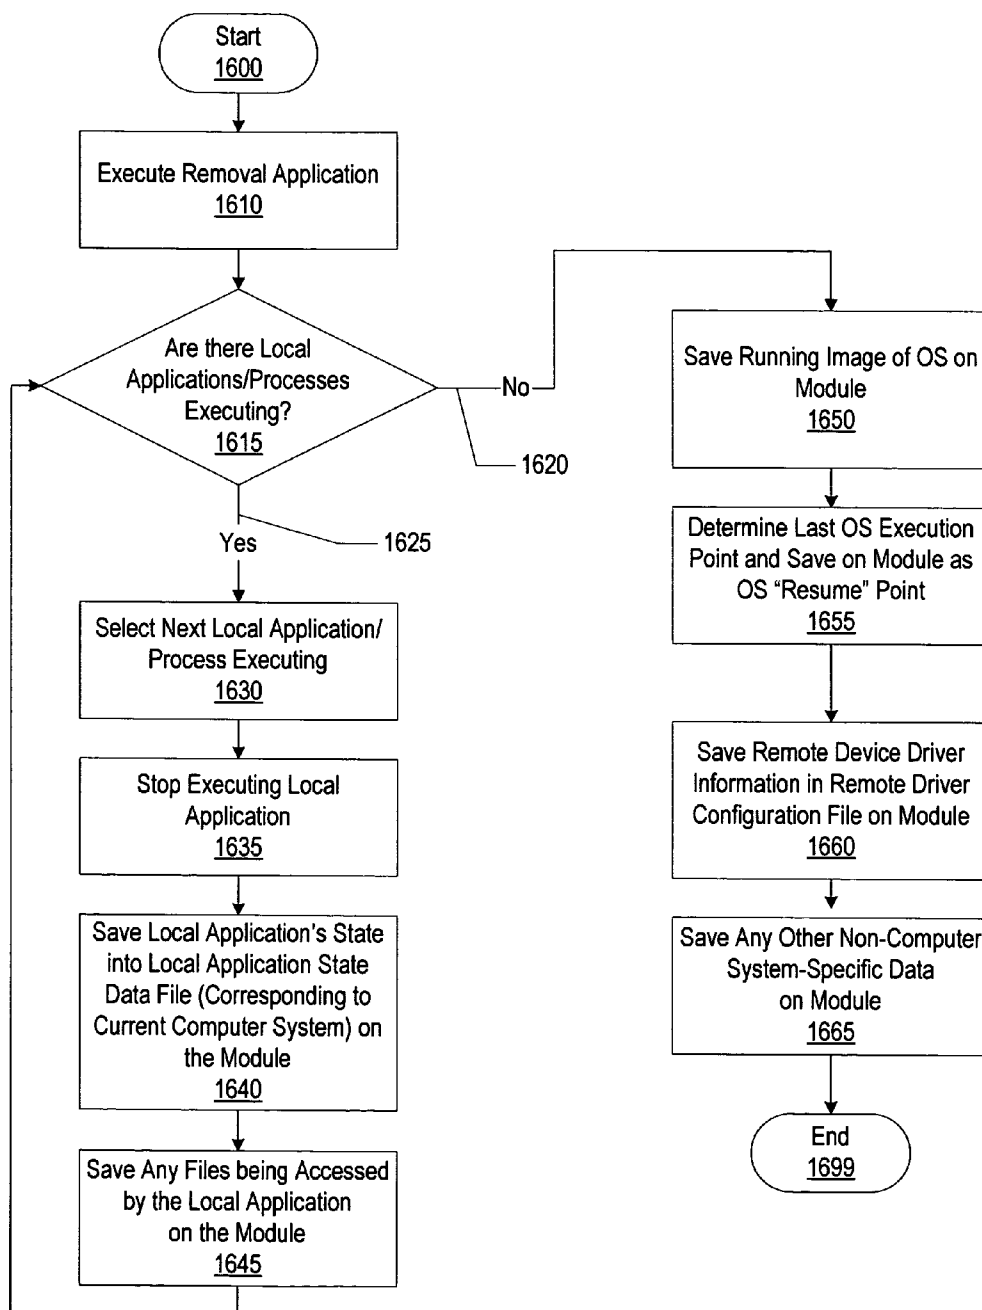 Start
1600
Execute Removal Application
1610
Are there Local
Applications/Processes
Executing?
1615
No
1620
Yes
1625
Select Next Local Application/
Process Executing
1630
Stop Executing Local
Application
1635
Save Local Application's State
into Local Application State
Data File (Corresponding to
Current Computer System) on
the Module
1640
Save Any Files being Accessed
by the Local Application
on the Module
1645
Save Running Image of OS on
Module
1650
Determine Last OS Execution
Point and Save on Module as
OS “Resume” Point
1655
Save Remote Device Driver
Information in Remote Driver
Configuration File on Module
1660
Save Any Other Non-Computer
System-Specific Data
on Module
1665
End
1699